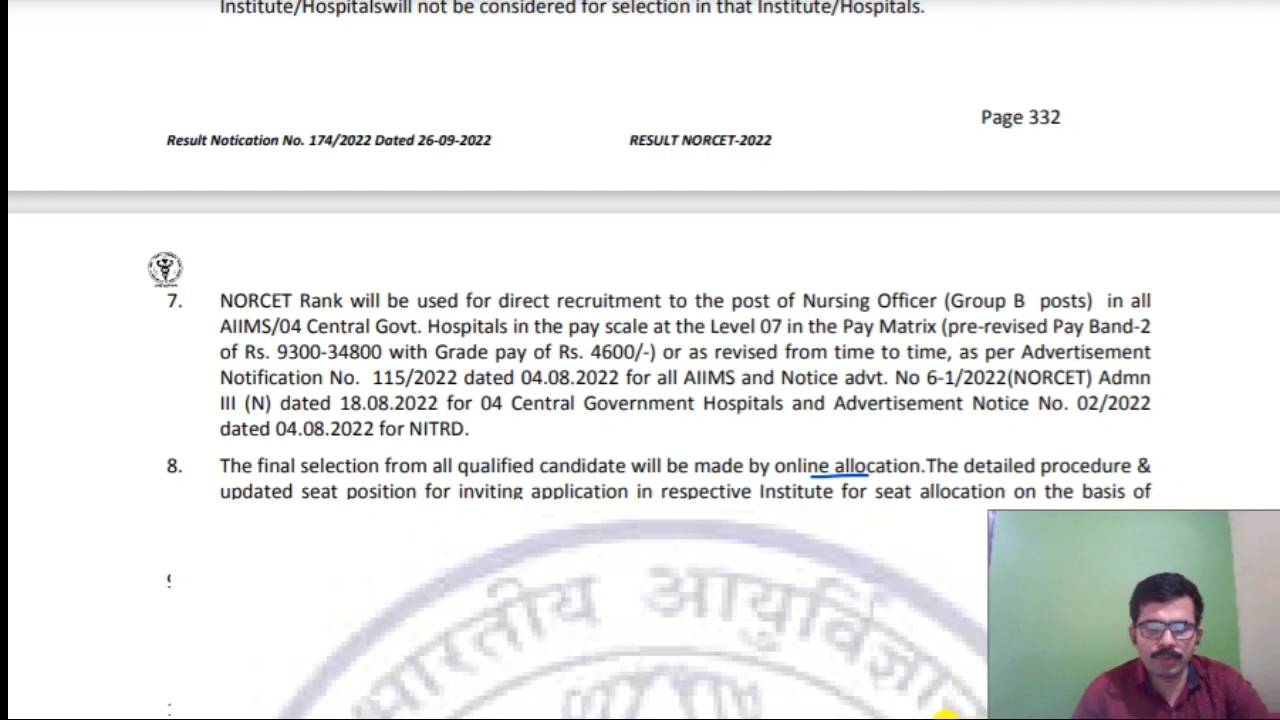 Institute/Hospitalswill not be considered for selection in that Institute/Hospitals.
Page 332
Result Notication No. 174/2022 Dated 26-09-2022 RESULT NORCET-2022
7. NORCET Rank will be used for direct recruitment to the post of Nursing Officer (Group B posts) in all
AIIMS/04 Central Govt. Hospitals in the pay scale at the Level 07 in the Pay Matrix (pre-revised Pay Band-2
of Rs. 9300-34800 with Grade pay of Rs. 4600/-) or as revised from time to time, as per Advertisement
Notification No. 115/2022 dated 04.08.2022 for all AIIMS and Notice advt. No 6-1/2022(NORCET) Admn
III (N) dated 18.08.2022 for 04 Central Government Hospitals and Advertisement Notice No. 02/2022
dated 04.08.2022 for NITRD.
8. The final selection from all qualified candidate will be made by online allocation.The detailed procedure &
updated seat position for inviting application in respective Institute for seat allocation on the basis of
भारतीय आयुर्विज्ञान